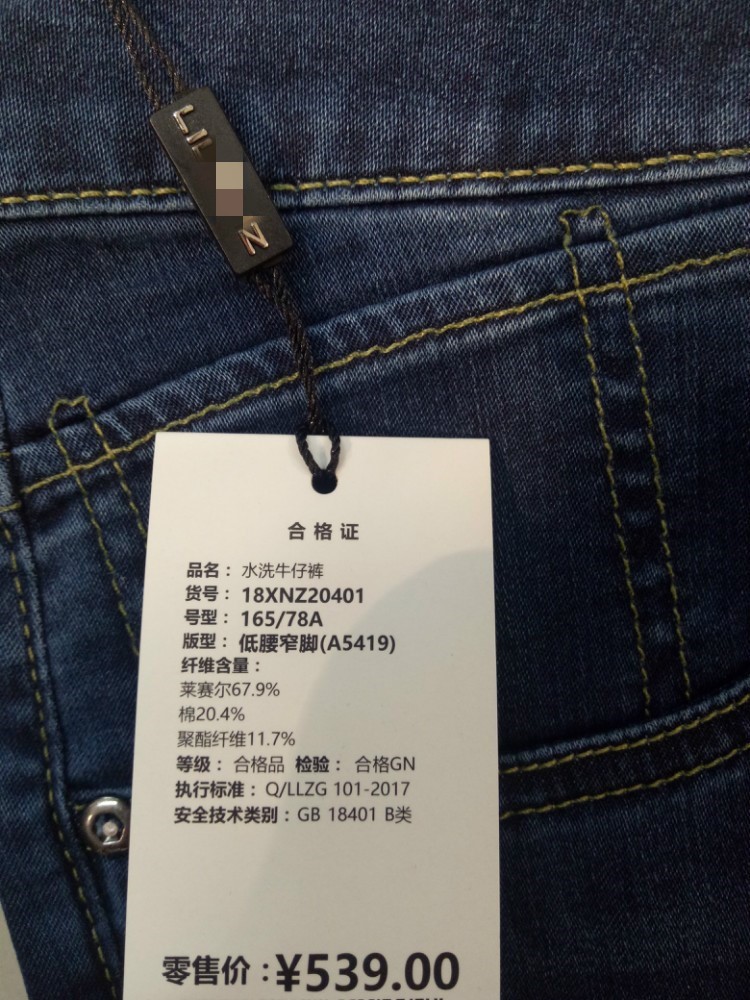 合格证
品名：水洗牛仔裤
货号：18XNZ20401
号型：165/78A
版型：低腰窄脚(A5419)
纤维含量：
莱赛尔67.9%
棉20.4%
聚酯纤维11.7%
等级：合格品 检验：合格GN
执行标准：Q/LLZG 101-2017
安全技术类别：GB 18401 B类
零售价：¥539.00